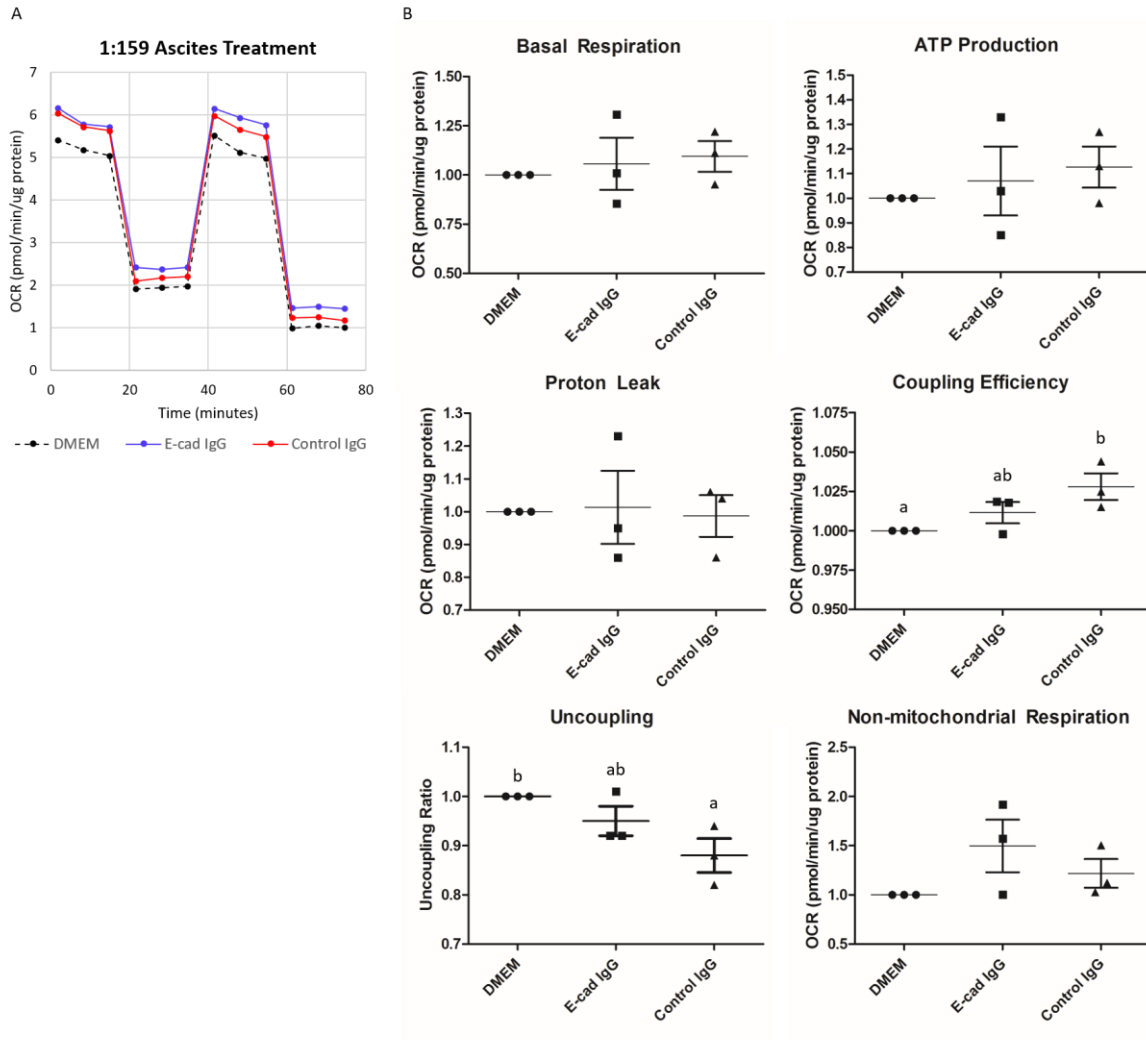 A
1:159 Ascites Treatment
OCR (pmol/min/ug protein)
7
6
5
4
3
2
1
0
0 20 40 60 80
Time (minutes)
DMEM E-cad IgG Control IgG
B
Basal Respiration
OCR (pmol/min/ug protein)
1.50
1.25
1.00
0.75
0.50
DMEM
E-cad IgG
Control IgG
ATP Production
OCR (pmol/min/ug protein)
1.5
1.4
1.3
1.2
1.1
1.0
0.9
0.8
0.7
DMEM
E-cad IgG
Control IgG
Proton Leak
OCR (pmol/min/ug protein)
1.3
1.2
1.1
1.0
0.9
0.8
0.7
DMEM
E-cad IgG
Control IgG
Coupling Efficiency
OCR (pmol/min/ug protein)
1.075
1.050
1.025
1.000
0.975
0.950
a
ab
b
DMEM
E-cad IgG
Control IgG
Uncoupling
Uncoupling Ratio
1.1
1.0
0.9
0.8
0.7
b
ab
a
DMEM
E-cad IgG
Control IgG
Non-mitochondrial Respiration
OCR (pmol/min/ug protein)
2.5
2.0
1.5
1.0
0.5
DMEM
E-cad IgG
Control IgG